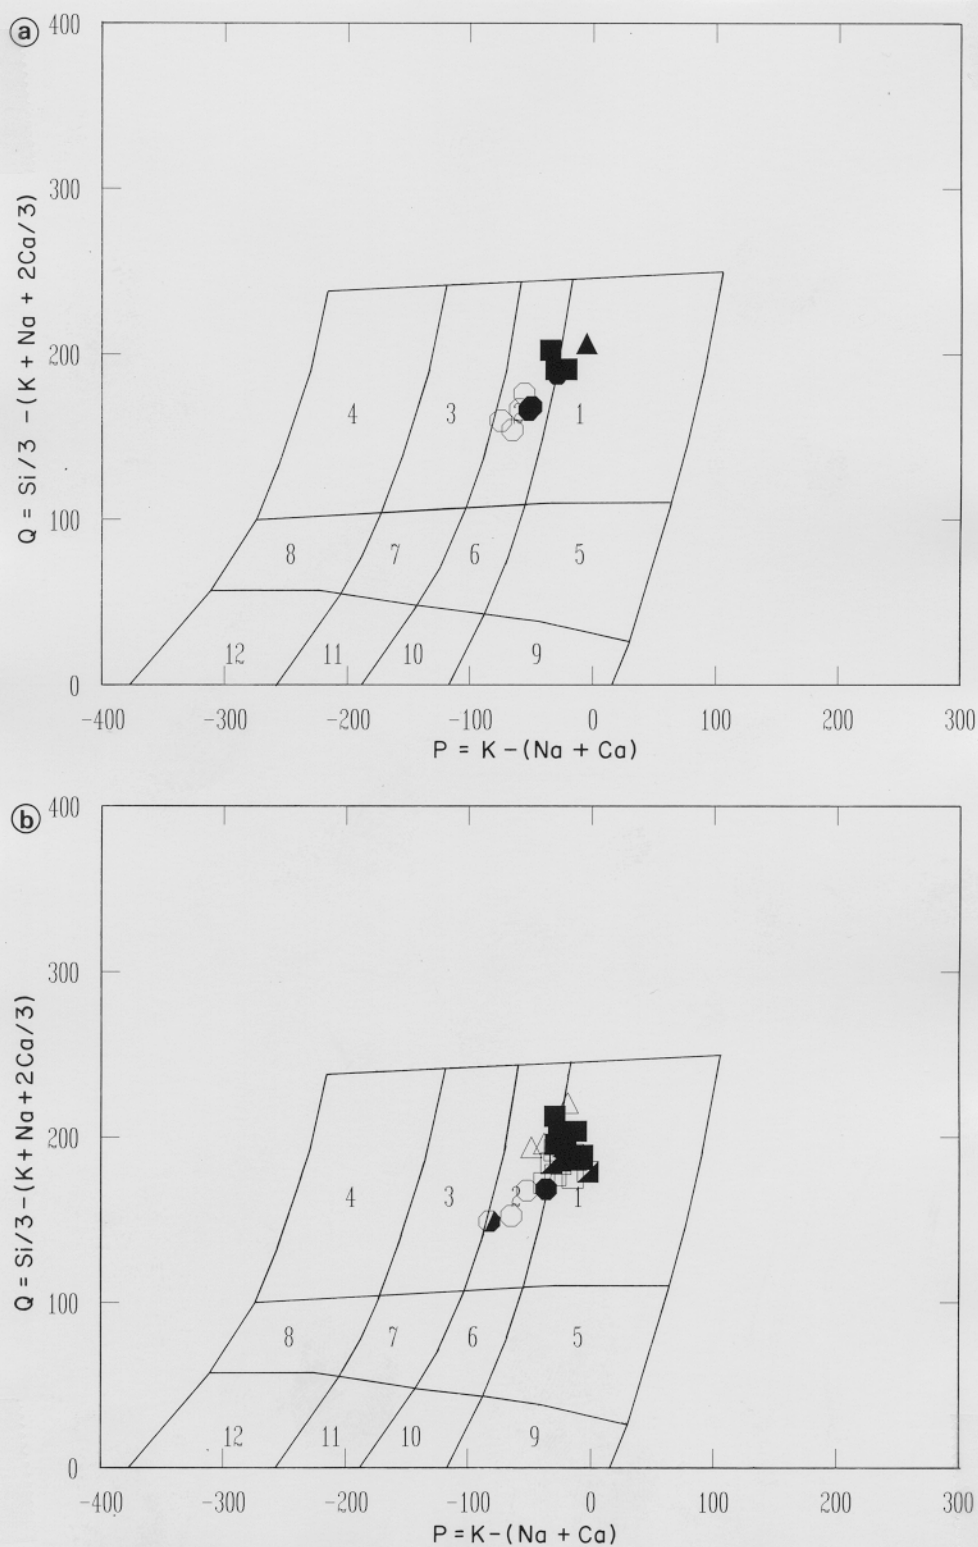 a
400
300
200
100
0
Q = Si/3 - (K + Na + 2Ca/3)
4 3 2 1
8 7 6 5
12 11 10 9
-400 -300 -200 -100 0 100 200 300
P = K - (Na + Ca)
b
400
300
200
100
0
Q = Si/3 - (K + Na + 2Ca/3)
4 3 2 1
8 7 6 5
12 11 10 9
-400 -300 -200 -100 0 100 200 300
P = K - (Na + Ca)